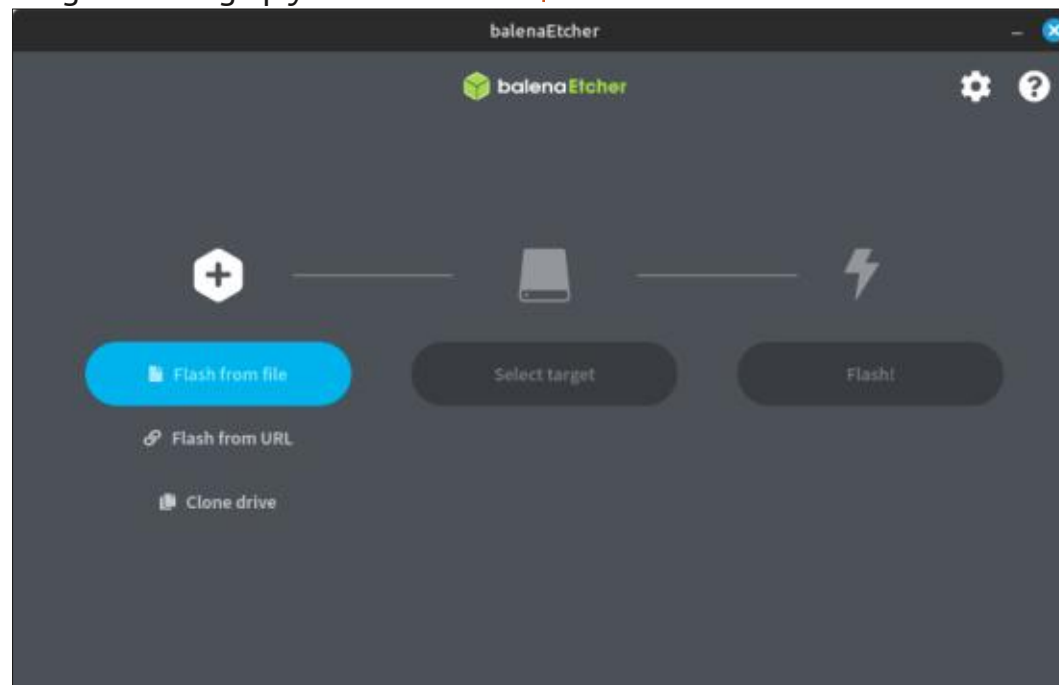 balenaEtcher
balenaEtcher
Flash from file
Select target
Flash!
Flash from URL
Clone drive